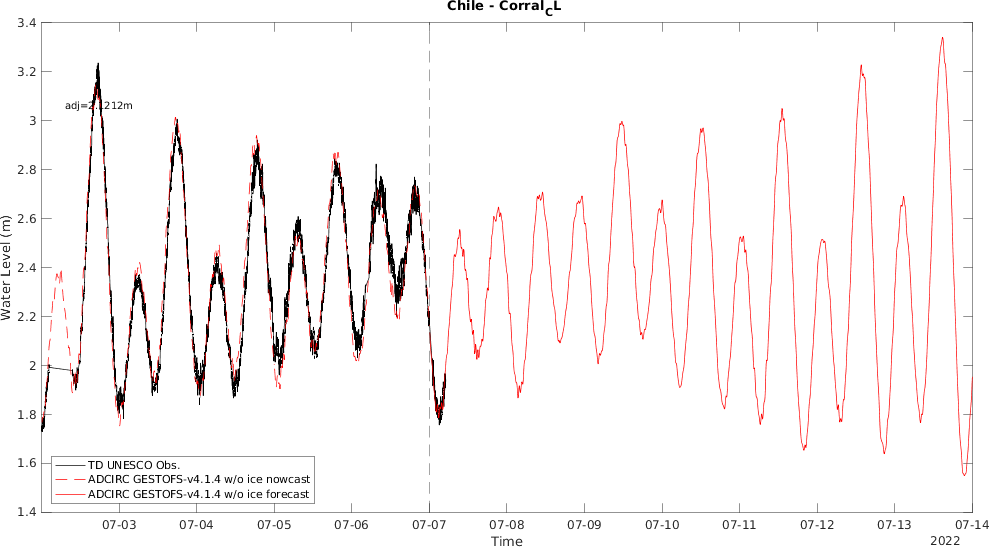 Chile - Corral_CL
3.4
3.2
3
2.8
2.6
2.4
2.2
2
1.8
1.6
1.4
Water Level (m)
adj=2.1212m
TD UNESCO Obs.
ADCIRC GESTOFS-v4.1.4 w/o ice nowcast
ADCIRC GESTOFS-v4.1.4 w/o ice forecast
07-03 07-04 07-05 07-06 07-07 07-08 07-09 07-10 07-11 07-12 07-13 07-14
Time
2022